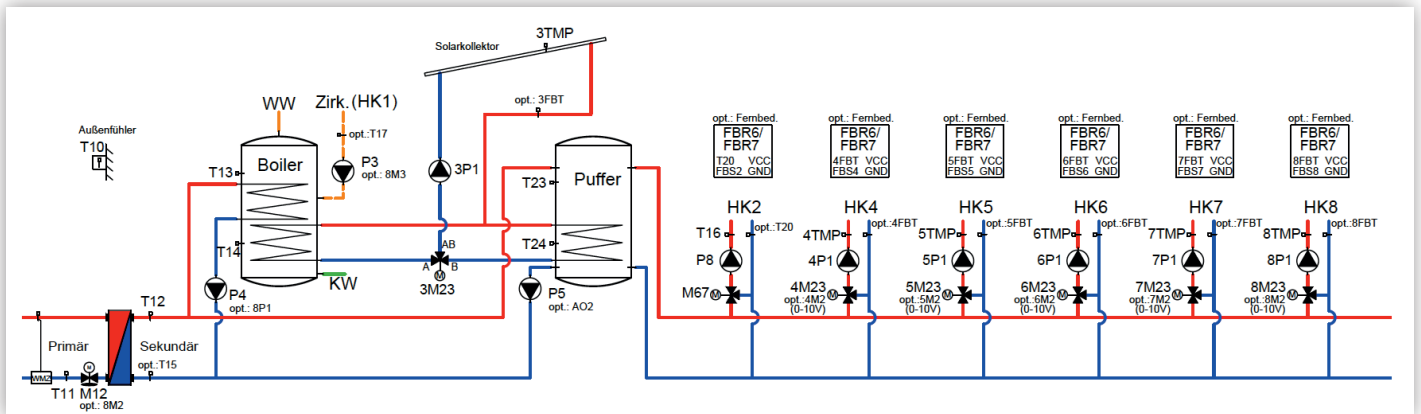 Außenfühler
T10
WW
Zirk. (HK1)
opt.:T17
T13
Boiler
P3
opt.: 8M3
T14
KW
P4
opt.: 8P1
T12
Primär
Sekundär
opt.:T15
WMZ
T11
M12
M
opt.: 8M2
Solarkollektor
3TMP
opt.: 3FBT
3P1
AB
A
B
M
3M23
T23
Puffer
T24
P5
opt.: AO2
opt.: Fernbed.
FBR6/
FBR7
T20 VCC
FBS2 GND
HK2
T16
opt.:T20
P8
M67
M
opt.: Fernbed.
FBR6/
FBR7
4FBT VCC
FBS4 GND
HK4
4TMP
opt.:4FBT
4P1
4M23
M
opt.:4M2
(0-10V)
opt.: Fernbed.
FBR6/
FBR7
5FBT VCC
FBS5 GND
HK5
5TMP
opt.:5FBT
5P1
5M23
M
opt.:5M2
(0-10V)
opt.: Fernbed.
FBR6/
FBR7
6FBT VCC
FBS6 GND
HK6
6TMP
opt.:6FBT
6P1
6M23
M
opt.:6M2
(0-10V)
opt.: Fernbed.
FBR6/
FBR7
7FBT VCC
FBS7 GND
HK7
7TMP
opt.:7FBT
7P1
7M23
M
opt.:7M2
(0-10V)
opt.: Fernbed.
FBR6/
FBR7
8FBT VCC
FBS8 GND
HK8
8TMP
opt.:8FBT
8P1
8M23
M
opt.:8M2
(0-10V)